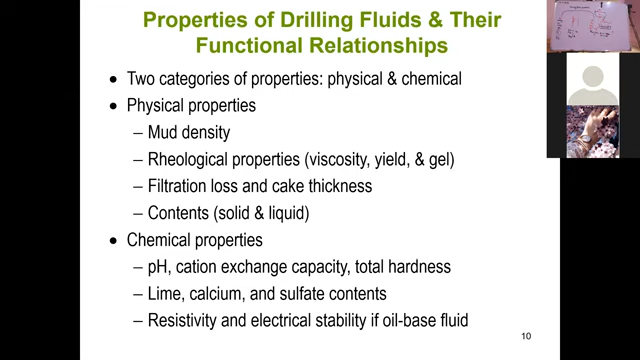 Properties of Drilling Fluids & Their
Functional Relationships
• Two categories of properties: physical & chemical
• Physical properties
– Mud density
– Rheological properties (viscosity, yield, & gel)
– Filtration loss and cake thickness
– Contents (solid & liquid)
• Chemical properties
– pH, cation exchange capacity, total hardness
– Lime, calcium, and sulfate contents
– Resistivity and electrical stability if oil-base fluid
10